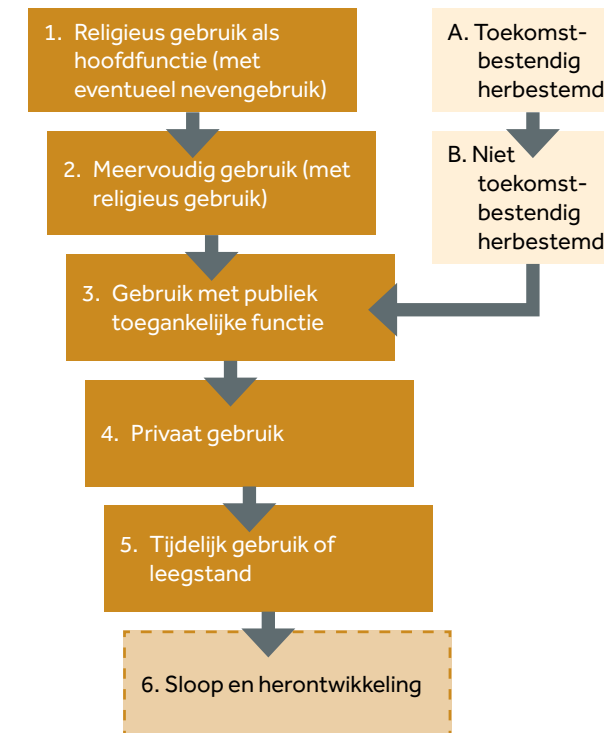 1. Religieus gebruik als
hoofdfunctie (met
eventueel nevengebruik)
2. Meervoudig gebruik (met
religieus gebruik)
3. Gebruik met publiek
toegankelijke functie
4. Privaat gebruik
5. Tijdelijk gebruik of
leegstand
6. Sloop en herontwikkeling
A. Toekomst-
bestendig
herbestemd
B. Niet
toekomst-
bestendig
herbestemd